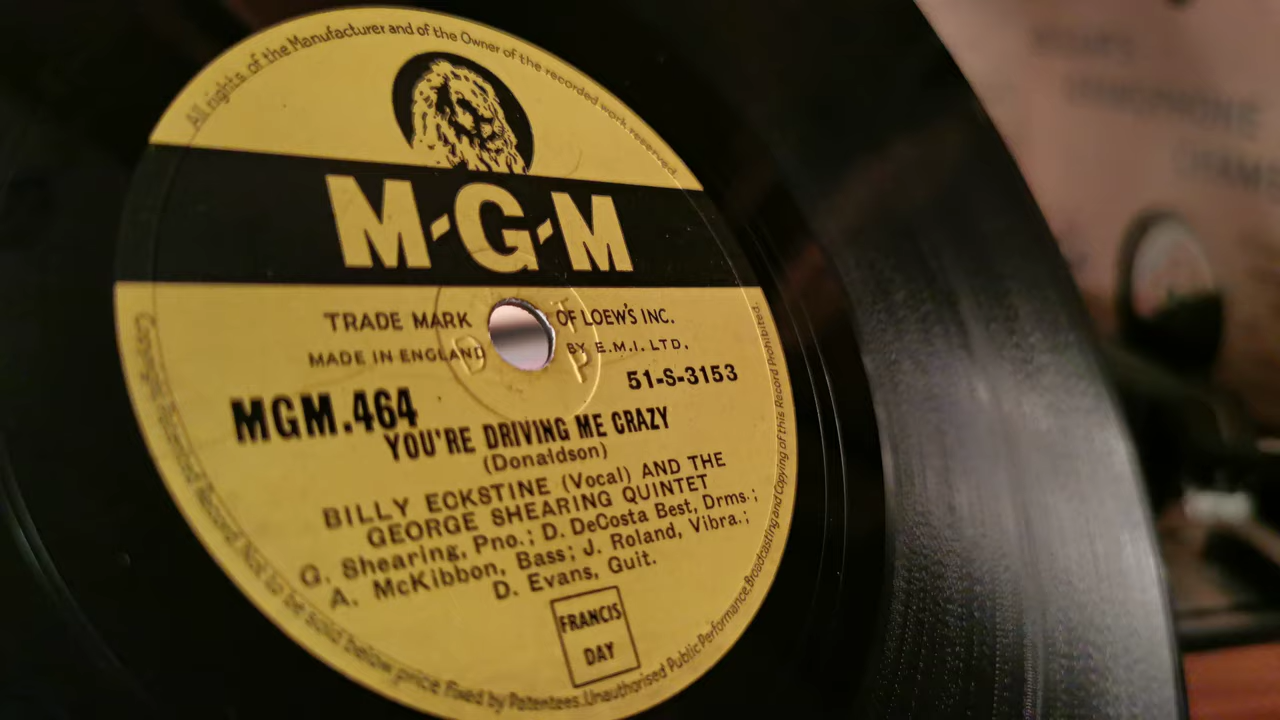 All rights of the Manufacturer and of the Owner of the recorded work reserved
M-G-M
TRADE MARK OF LOEW'S INC.
MADE IN ENGLAND BY E.M.I. LTD.
D T P
51-S-3153
MGM.464
YOU'RE DRIVING ME CRAZY
(Donaldson)
BILLY ECKSTINE (Vocal) AND THE
GEORGE SHEARING QUINTET
G. Shearing, Pno.; D. DeCosta Best, Drms.;
A. McKibbon, Bass; J. Roland, Vibra.;
D. Evans, Guit.
FRANCIS
DAY
Copyright Record Not to be sold below price fixed by Patentees. Unauthorised Public Performance, Broadcasting and Copying of this Record Prohibited.